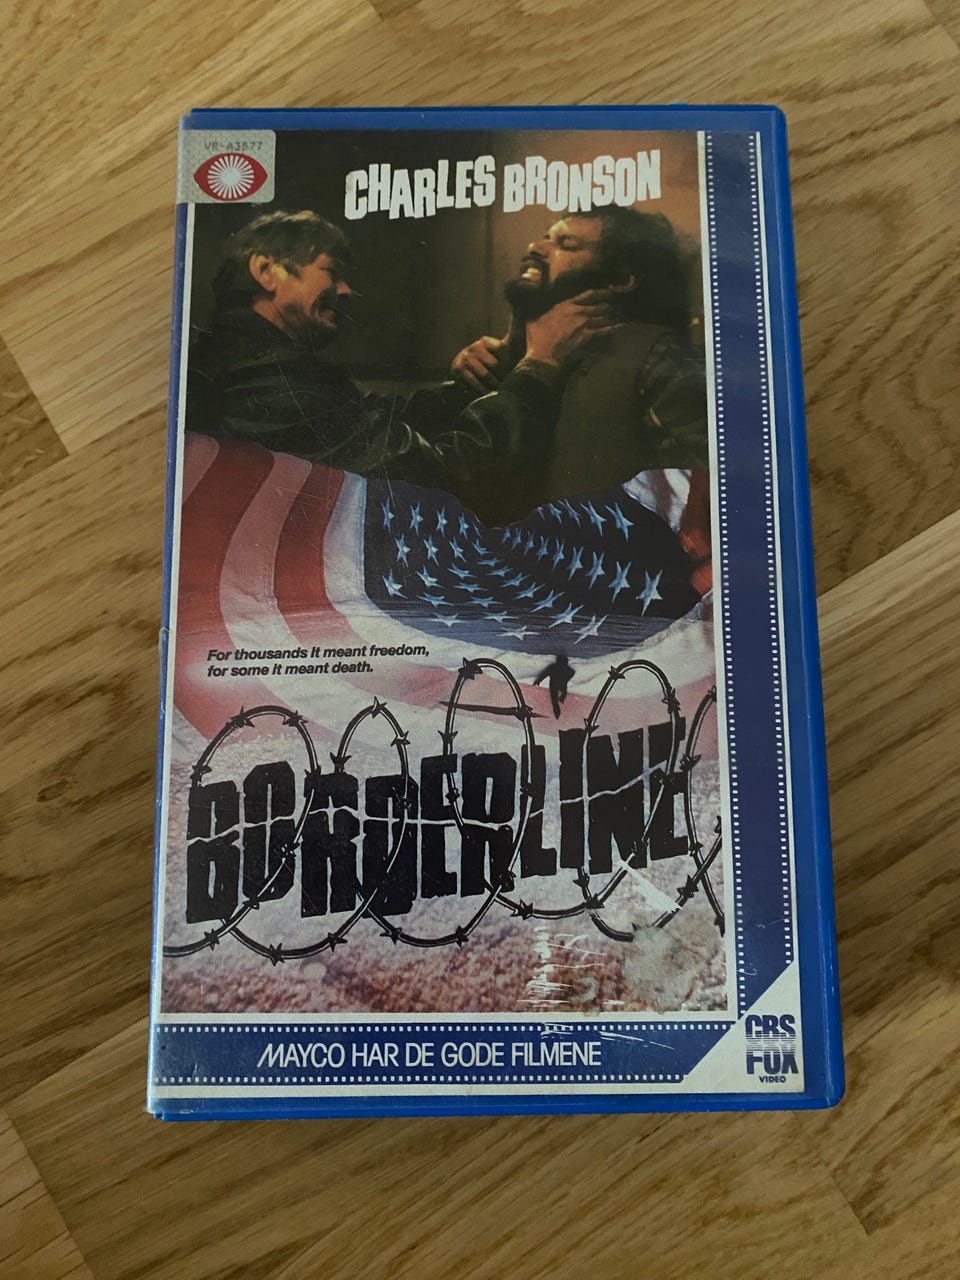 VR-A3577
CHARLES BRONSON
For thousands it meant freedom,
for some it meant death.
BORDERLINE
MAYCO HAR DE GODE FILMENE
CBS
FOX
VIDEO